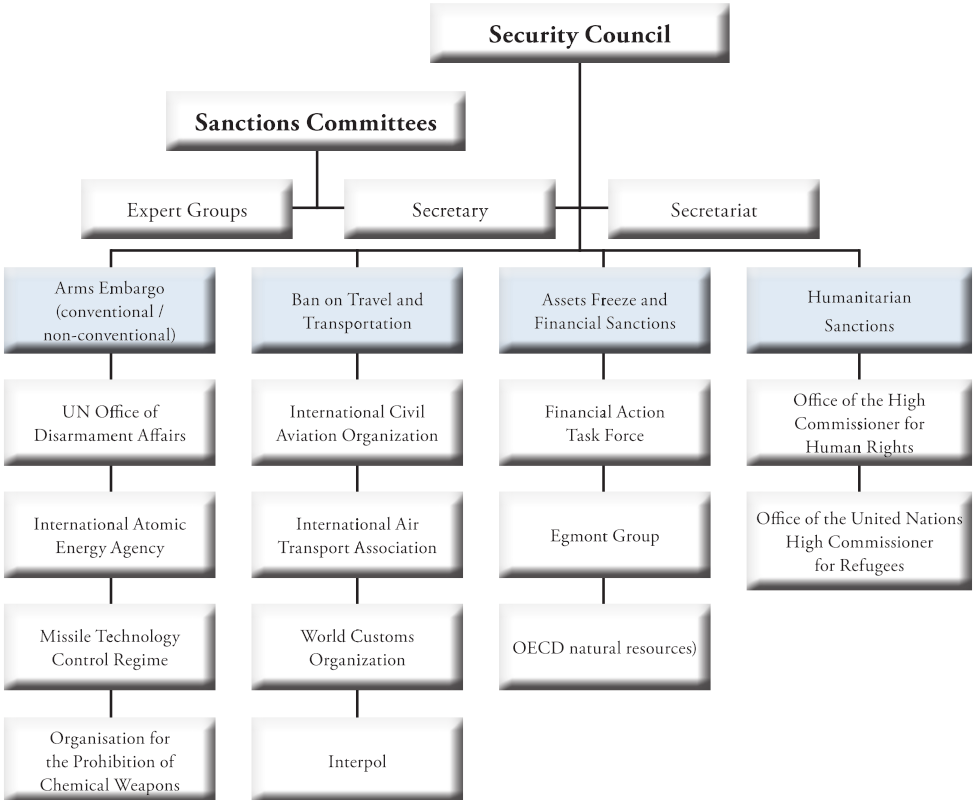 Security Council
Sanctions Committees
Expert Groups
Secretary
Secretariat
Arms Embargo
(conventional /
non-conventional)
UN Office of
Disarmament Affairs
International Atomic
Energy Agency
Missile Technology
Control Regime
Organisation for
the Prohibition of
Chemical Weapons
Ban on Travel and
Transportation
International Civil
Aviation Organization
International Air
Transport Association
World Customs
Organization
Interpol
Assets Freeze and
Financial Sanctions
Financial Action
Task Force
Egmont Group
OECD natural resources)
Humanitarian
Sanctions
Office of the High
Commissioner for
Human Rights
Office of the United Nations
High Commissioner
for Refugees